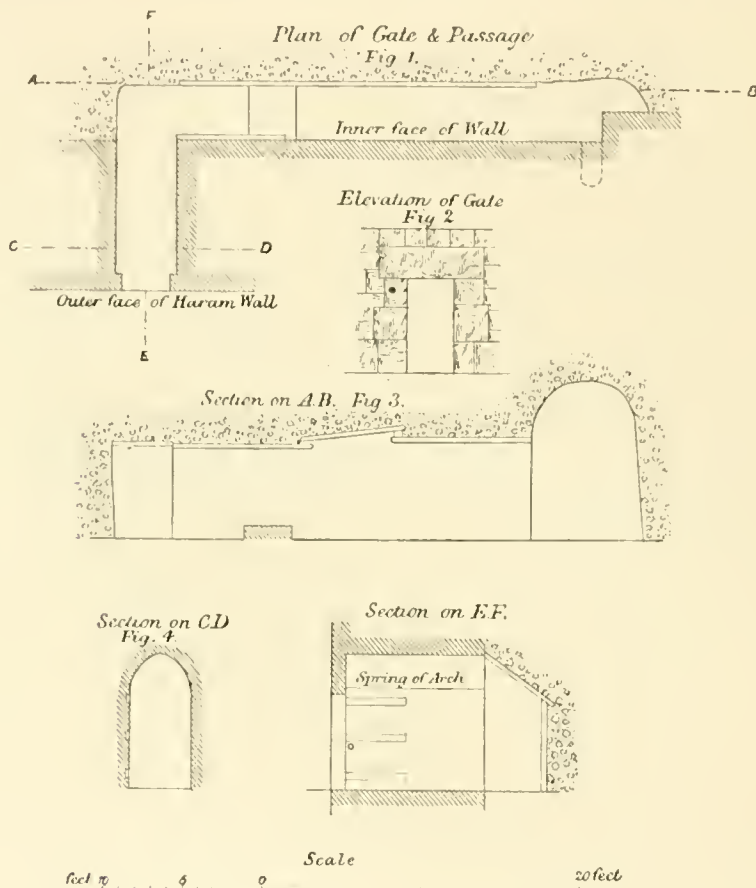 F
Plan of Gate & Passage
Fig 1.
A
B
Inner face of Wall
Elevation of Gate
Fig 2
C
D
Outer face of Haram Wall
E
Section on A.B. Fig 3.
Section on C.D
Fig. 4.
Section on E.F.
Spring of Arch
Scale
feet 10 5 0 20 feet